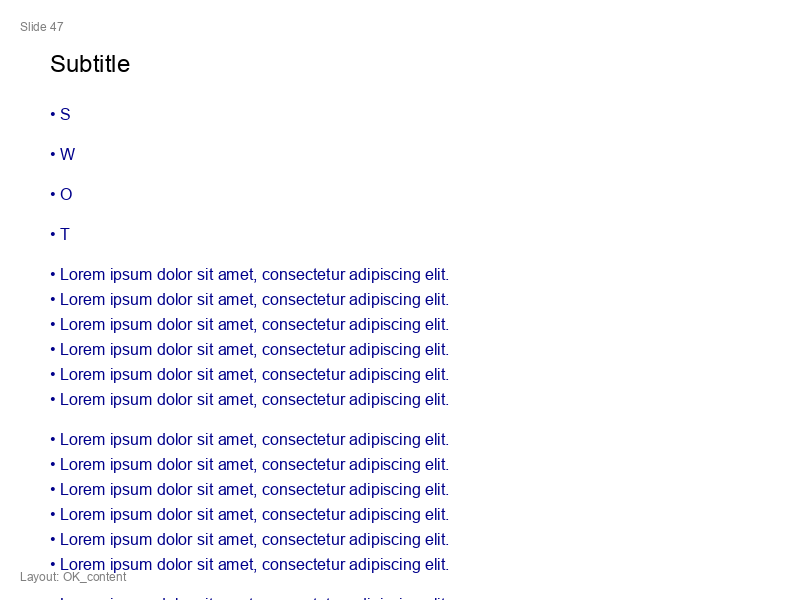 Slide 47
Subtitle
• S
• W
• O
• T
• Lorem ipsum dolor sit amet, consectetur adipiscing elit.
• Lorem ipsum dolor sit amet, consectetur adipiscing elit.
• Lorem ipsum dolor sit amet, consectetur adipiscing elit.
• Lorem ipsum dolor sit amet, consectetur adipiscing elit.
• Lorem ipsum dolor sit amet, consectetur adipiscing elit.
• Lorem ipsum dolor sit amet, consectetur adipiscing elit.
• Lorem ipsum dolor sit amet, consectetur adipiscing elit.
• Lorem ipsum dolor sit amet, consectetur adipiscing elit.
• Lorem ipsum dolor sit amet, consectetur adipiscing elit.
• Lorem ipsum dolor sit amet, consectetur adipiscing elit.
• Lorem ipsum dolor sit amet, consectetur adipiscing elit.
• Lorem ipsum dolor sit amet, consectetur adipiscing elit.
Layout: OK_content